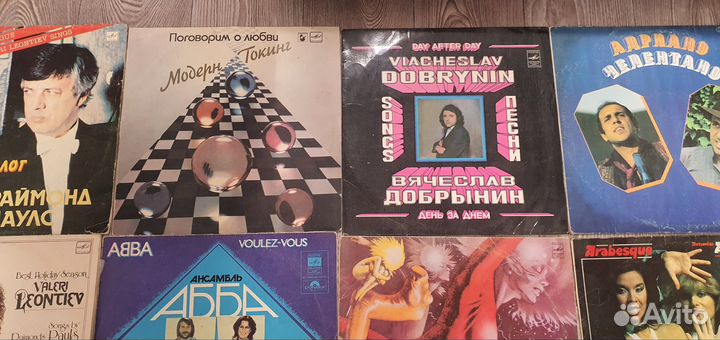 RI LEONTIEV SINGS
ЛОГ
РАЙМОНД
ПАУЛС
Поговорим о любви
Модерн Токинг
DAY AFTER DAY
VIACHESLAV
DOBRYNIN
SONGS
ПЕСНИ
ВЯЧЕСЛАВ
ДОБРЫНИН
ДЕНЬ ЗА ДНЕМ
АДРИАНО
ЧЕЛЕНТАНО
Best Holiday Season
VALERI
LEONTIEV
Songs by
Raimonds Pauls
ABBA
VOULEZ-VOUS
АНСАМБЛЬ
АББА
Arabesque
Avito